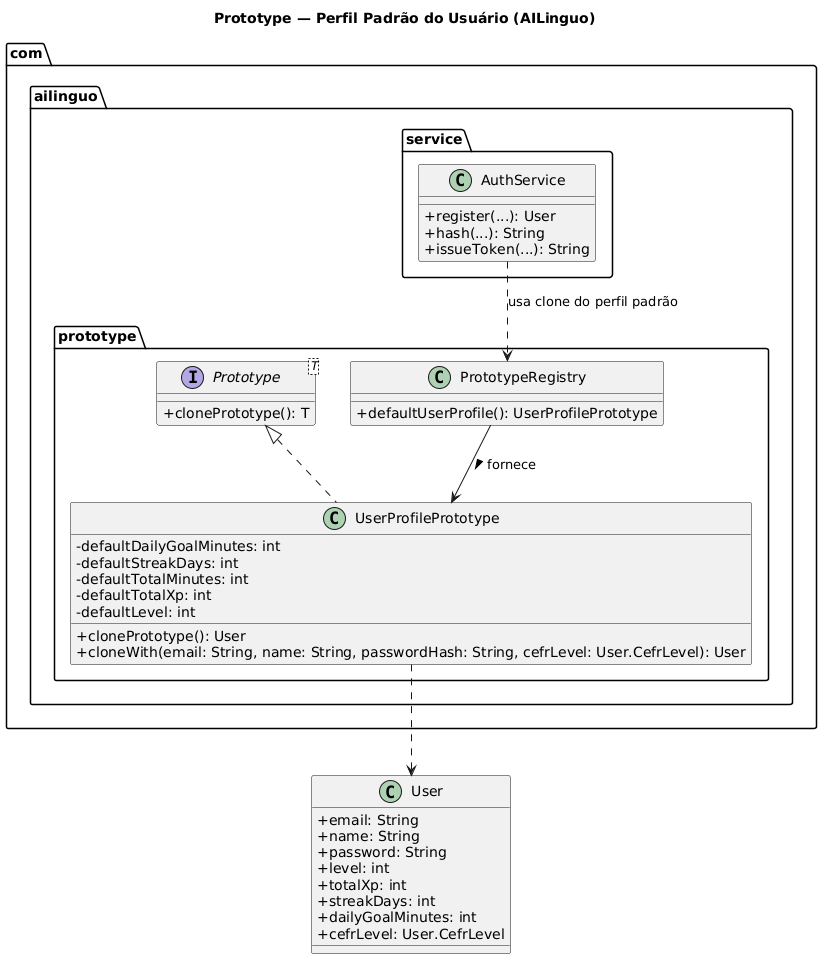 Prototype — Perfil Padrão do Usuário (AILinguo)
com
ailinguo
service
C AuthService
+register(...): User
+hash(...): String
+issueToken(...): String
usa clone do perfil padrão
prototype
I Prototype
T
+clonePrototype(): T
C PrototypeRegistry
+defaultUserProfile(): UserProfilePrototype
fornece
C UserProfilePrototype
-defaultDailyGoalMinutes: int
-defaultStreakDays: int
-defaultTotalMinutes: int
-defaultTotalXp: int
-defaultLevel: int
+clonePrototype(): User
+cloneWith(email: String, name: String, passwordHash: String, cefrLevel: User.CefrLevel): User
C User
+email: String
+name: String
+password: String
+level: int
+totalXp: int
+streakDays: int
+dailyGoalMinutes: int
+cefrLevel: User.CefrLevel